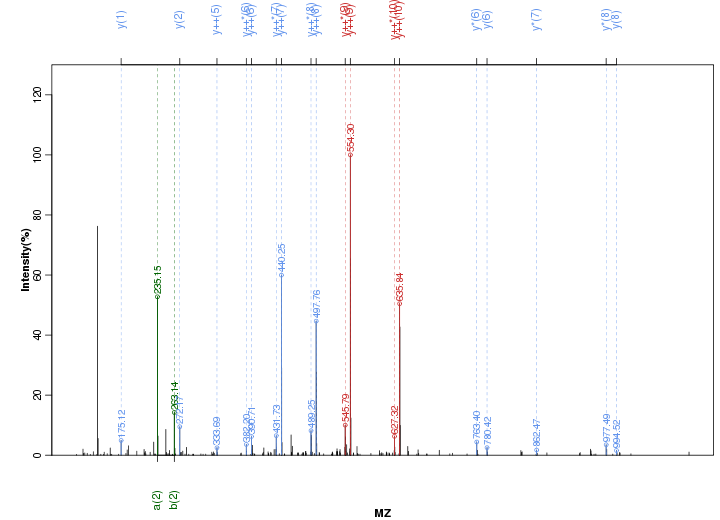 y(1)
y(2)
y++(5)
y++*(6)
y++(6)
y++*(7)
y++(7)
y++*(8)
y++(8)
y++*(9)
y++(9)
y++*(10)
y++(10)
y*(6)
y(6)
y*(7)
y*(8)
y(8)
Intensity(%)
120
100
80
60
40
20
0
175.12
235.15
263.14
272.17
333.69
382.20
390.71
431.73
440.25
489.25
497.76
545.79
554.30
627.32
635.84
763.40
780.42
862.47
977.49
994.52
a(2)
b(2)
MZ